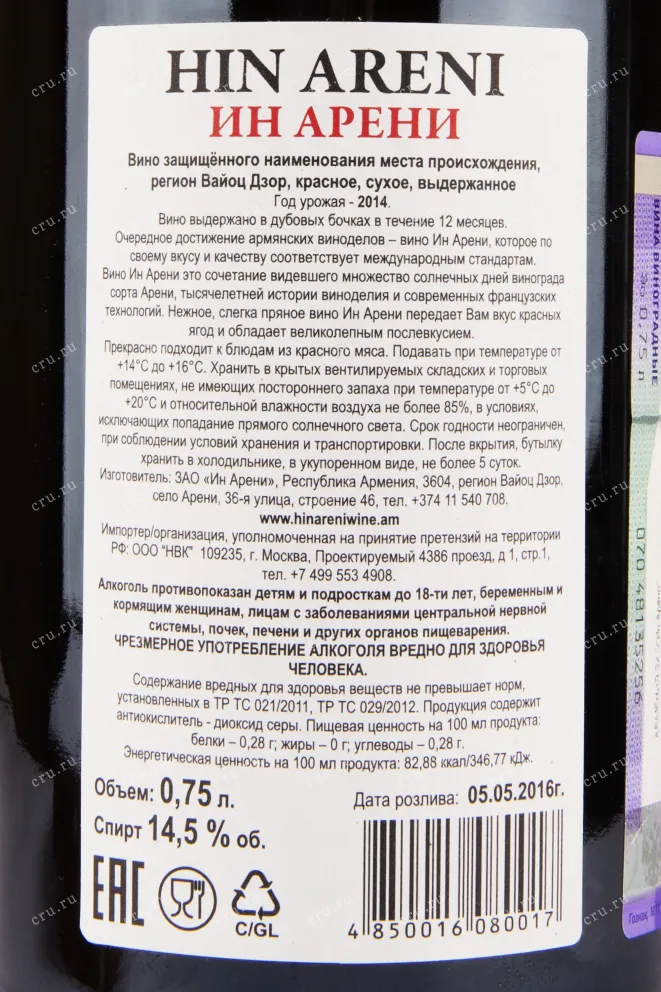 HIN ARENI
ИН АРЕНИ
Вино защищённого наименования места происхождения,
регион Вайоц Дзор, красное, сухое, выдержанное
Год урожая - 2014.
Вино выдержано в дубовых бочках в течение 12 месяцев.
Очередное достижение армянских виноделов – вино Ин Арени, которое по
своему вкусу и качеству соответствует международным стандартам.
Вино Ин Арени это сочетание видевшего множество солнечных дней винограда
сорта Арени, тысячелетней истории виноделия и современных французских
технологий. Нежное, слегка пряное вино Ин Арени передает Вам вкус красных
ягод и обладает великолепным послевкусием.
Прекрасно подходит к блюдам из красного мяса. Подавать при температуре от
+14°С до +16°С. Хранить в крытых вентилируемых складских и торговых
помещениях, не имеющих постороннего запаха при температуре от +5°С до
+20°С и относительной влажности воздуха не более 85%, в условиях,
исключающих попадание прямого солнечного света. Срок годности неограничен,
при соблюдении условий хранения и транспортировки. После вкрытия, бутылку
хранить в холодильнике, в укупоренном виде, не более 5 суток.
Изготовитель: ЗАО «Ин Арени», Республика Армения, 3604, регион Вайоц Дзор,
село Арени, 36-я улица, строение 46, тел. +374 11 540 708.
www.hinareniwine.am
Импортер/организация, уполномоченная на принятие претензий на территории
РФ: ООО "НВК" 109235, г. Москва, Проектируемый 4386 проезд, д 1, стр.1,
тел. +7 499 553 4908.
Алкоголь противопоказан детям и подросткам до 18-ти лет, беременным и
кормящим женщинам, лицам с заболеваниями центральной нервной
системы, почек, печени и других органов пищеварения.
ЧРЕЗМЕРНОЕ УПОТРЕБЛЕНИЕ АЛКОГОЛЯ ВРЕДНО ДЛЯ ЗДОРОВЬЯ
ЧЕЛОВЕКА.
Содержание вредных для здоровья веществ не превышает норм,
установленных в ТР ТС 021/2011, ТР ТС 029/2012. Продукция содержит
антиокислитель - диоксид серы. Пищевая ценность на 100 мл продукта:
белки – 0,28 г; жиры – 0 г; углеводы – 0,28 г.
Энергетическая ценность на 100 мл продукта: 82,88 ккал/346,77 кДж.
Объем: 0,75 л.
Спирт 14,5 % об.
Дата розлива: 05.05.2016г.
EAC
C/GL
4 850016 080017
ВИНА ВИНОГРАДНЫЕ
до 0,75 л
070 48135256
Гознак,
cru.ru